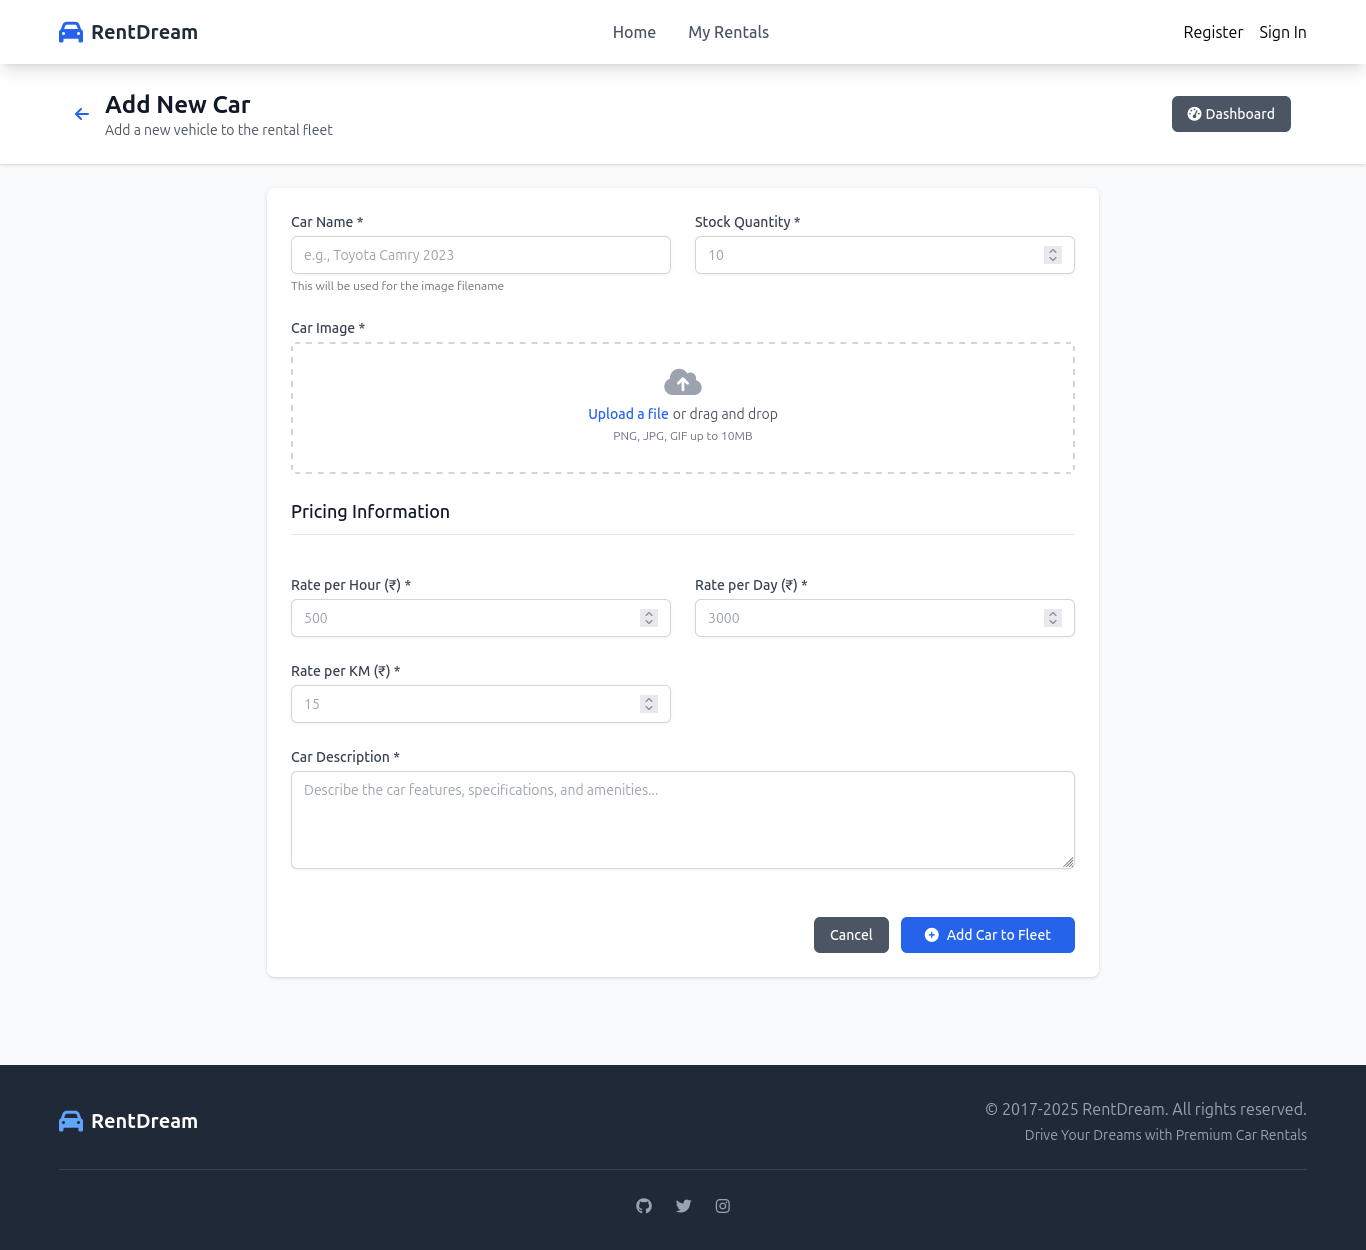 RentDream
Home
My Rentals
Register
Sign In
Add New Car
Add a new vehicle to the rental fleet
Dashboard
Car Name *
Stock Quantity *
e.g., Toyota Camry 2023
10
This will be used for the image filename
Car Image *
Upload a file or drag and drop
PNG, JPG, GIF up to 10MB
Pricing Information
Rate per Hour (₹) *
Rate per Day (₹) *
500
3000
Rate per KM (₹) *
15
Car Description *
Describe the car features, specifications, and amenities...
Cancel
Add Car to Fleet
RentDream
© 2017-2025 RentDream. All rights reserved.
Drive Your Dreams with Premium Car Rentals